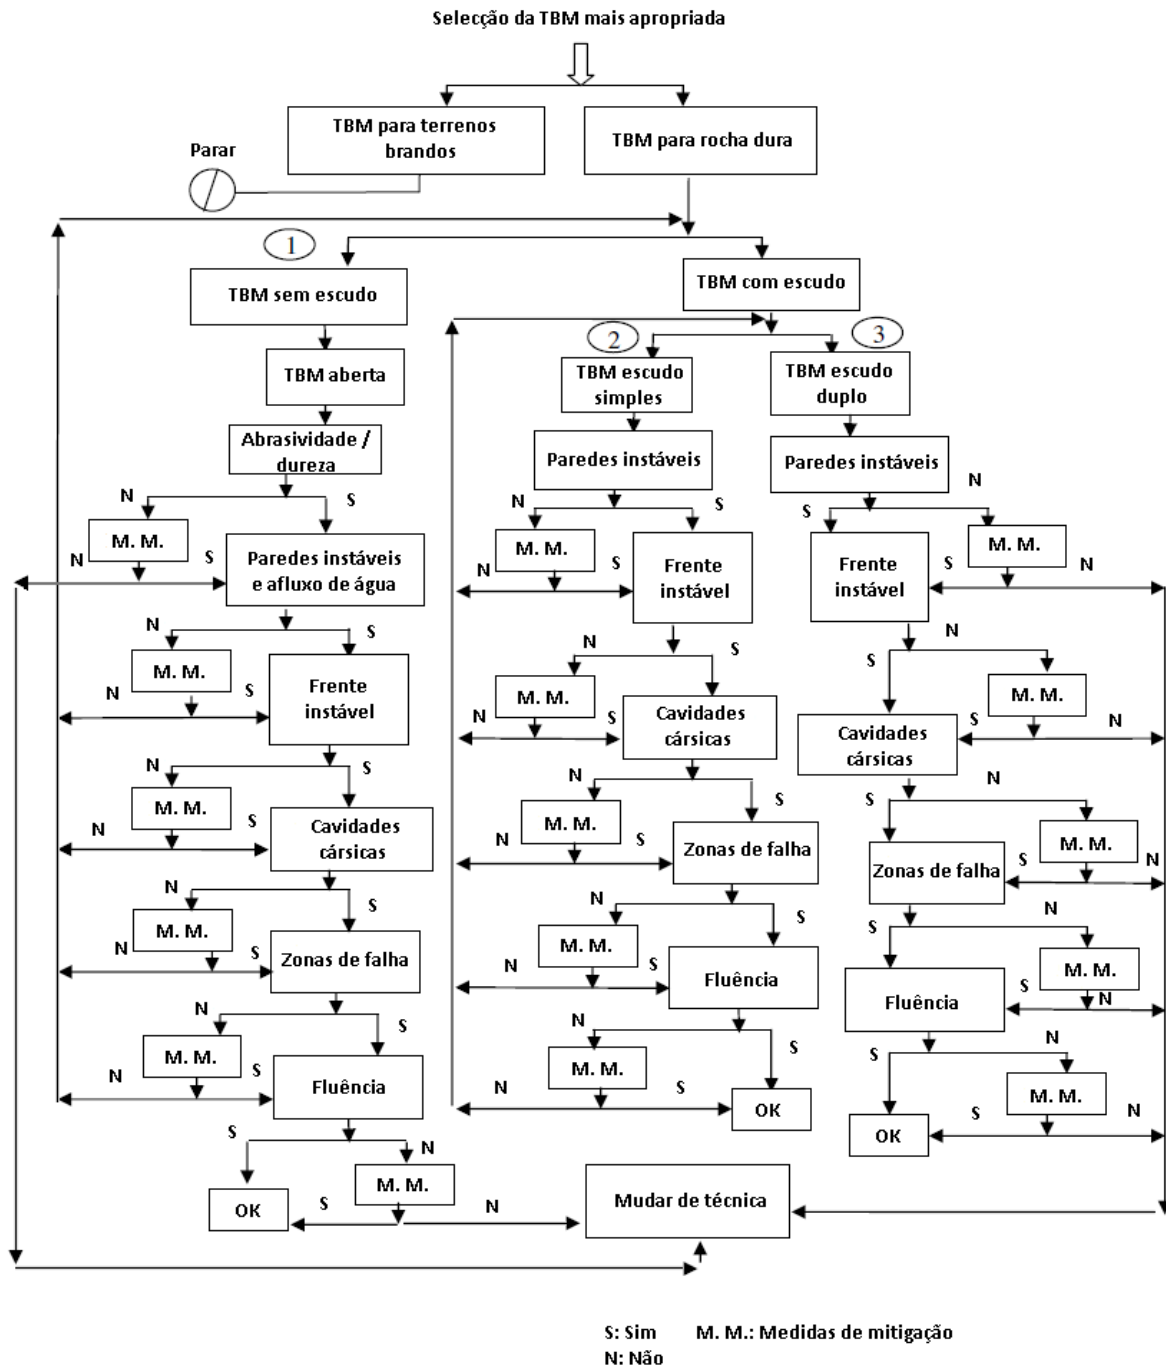 Selecção da TBM mais apropriada
TBM para terrenos
brandos
TBM para rocha dura
Parar
1
TBM sem escudo
TBM com escudo
2
3
TBM aberta
TBM escudo
simples
TBM escudo
duplo
Abrasividade /
dureza
Paredes instáveis
Paredes instáveis
N
S
N
S
S
N
M. M.
M. M.
M. M.
N
S
N
S
S
N
Paredes instáveis
e afluxo de água
Frente
instável
Frente
instável
N
S
N
S
S
N
M. M.
M. M.
M. M.
N
S
N
S
S
N
Frente
instável
Cavidades
cársicas
Cavidades
cársicas
N
S
N
S
S
N
M. M.
M. M.
M. M.
N
S
N
S
S
N
Cavidades
cársicas
Zonas de falha
Zonas de falha
N
S
N
S
S
N
M. M.
M. M.
M. M.
N
S
N
S
S
N
Zonas de falha
Fluência
Fluência
N
S
N
S
S
N
M. M.
M. M.
M. M.
N
S
N
S
S
N
Fluência
OK
OK
S
N
M. M.
S
N
OK
Mudar de técnica
S: Sim M. M.: Medidas de mitigação
N: Não